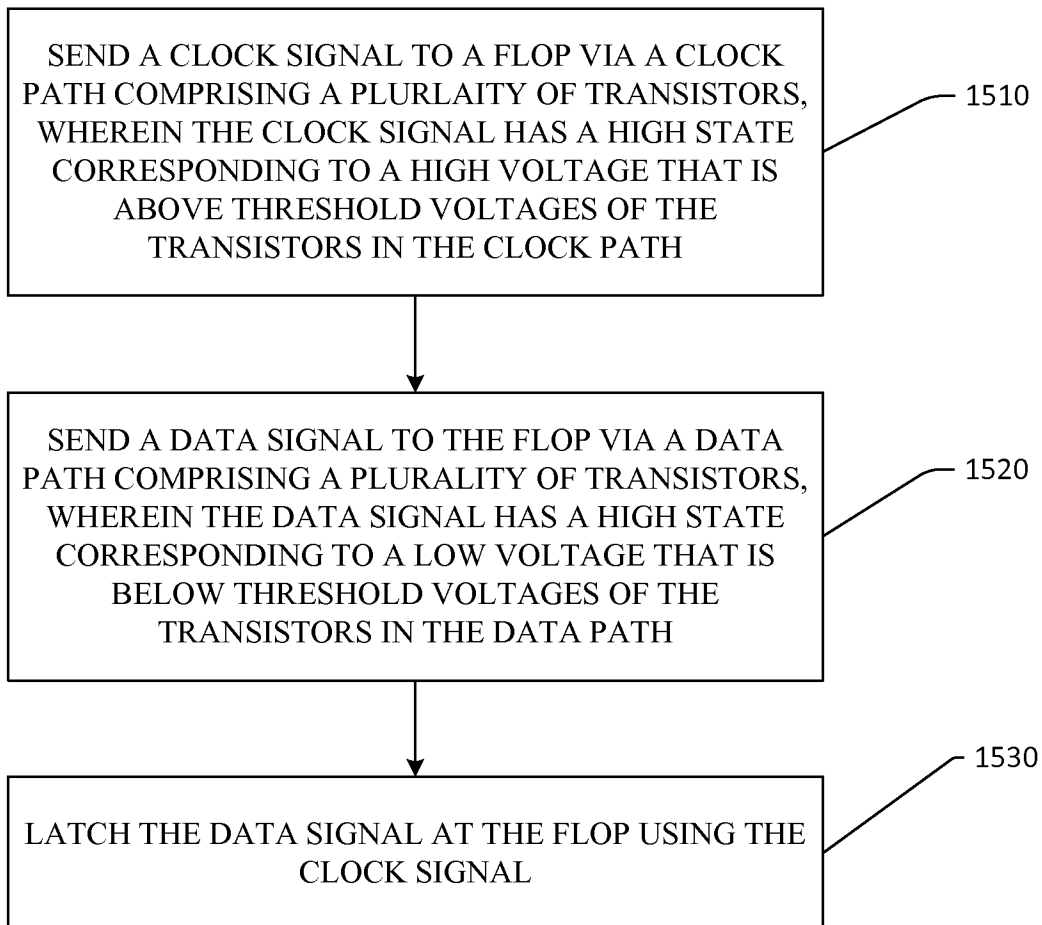 SEND A CLOCK SIGNAL TO A FLOP VIA A CLOCK
PATH COMPRISING A PLURLAITY OF TRANSISTORS,
WHEREIN THE CLOCK SIGNAL HAS A HIGH STATE
CORRESPONDING TO A HIGH VOLTAGE THAT IS
ABOVE THRESHOLD VOLTAGES OF THE
TRANSISTORS IN THE CLOCK PATH
1510
SEND A DATA SIGNAL TO THE FLOP VIA A DATA
PATH COMPRISING A PLURALITY OF TRANSISTORS,
WHEREIN THE DATA SIGNAL HAS A HIGH STATE
CORRESPONDING TO A LOW VOLTAGE THAT IS
BELOW THRESHOLD VOLTAGES OF THE
TRANSISTORS IN THE DATA PATH
1520
LATCH THE DATA SIGNAL AT THE FLOP USING THE
CLOCK SIGNAL
1530